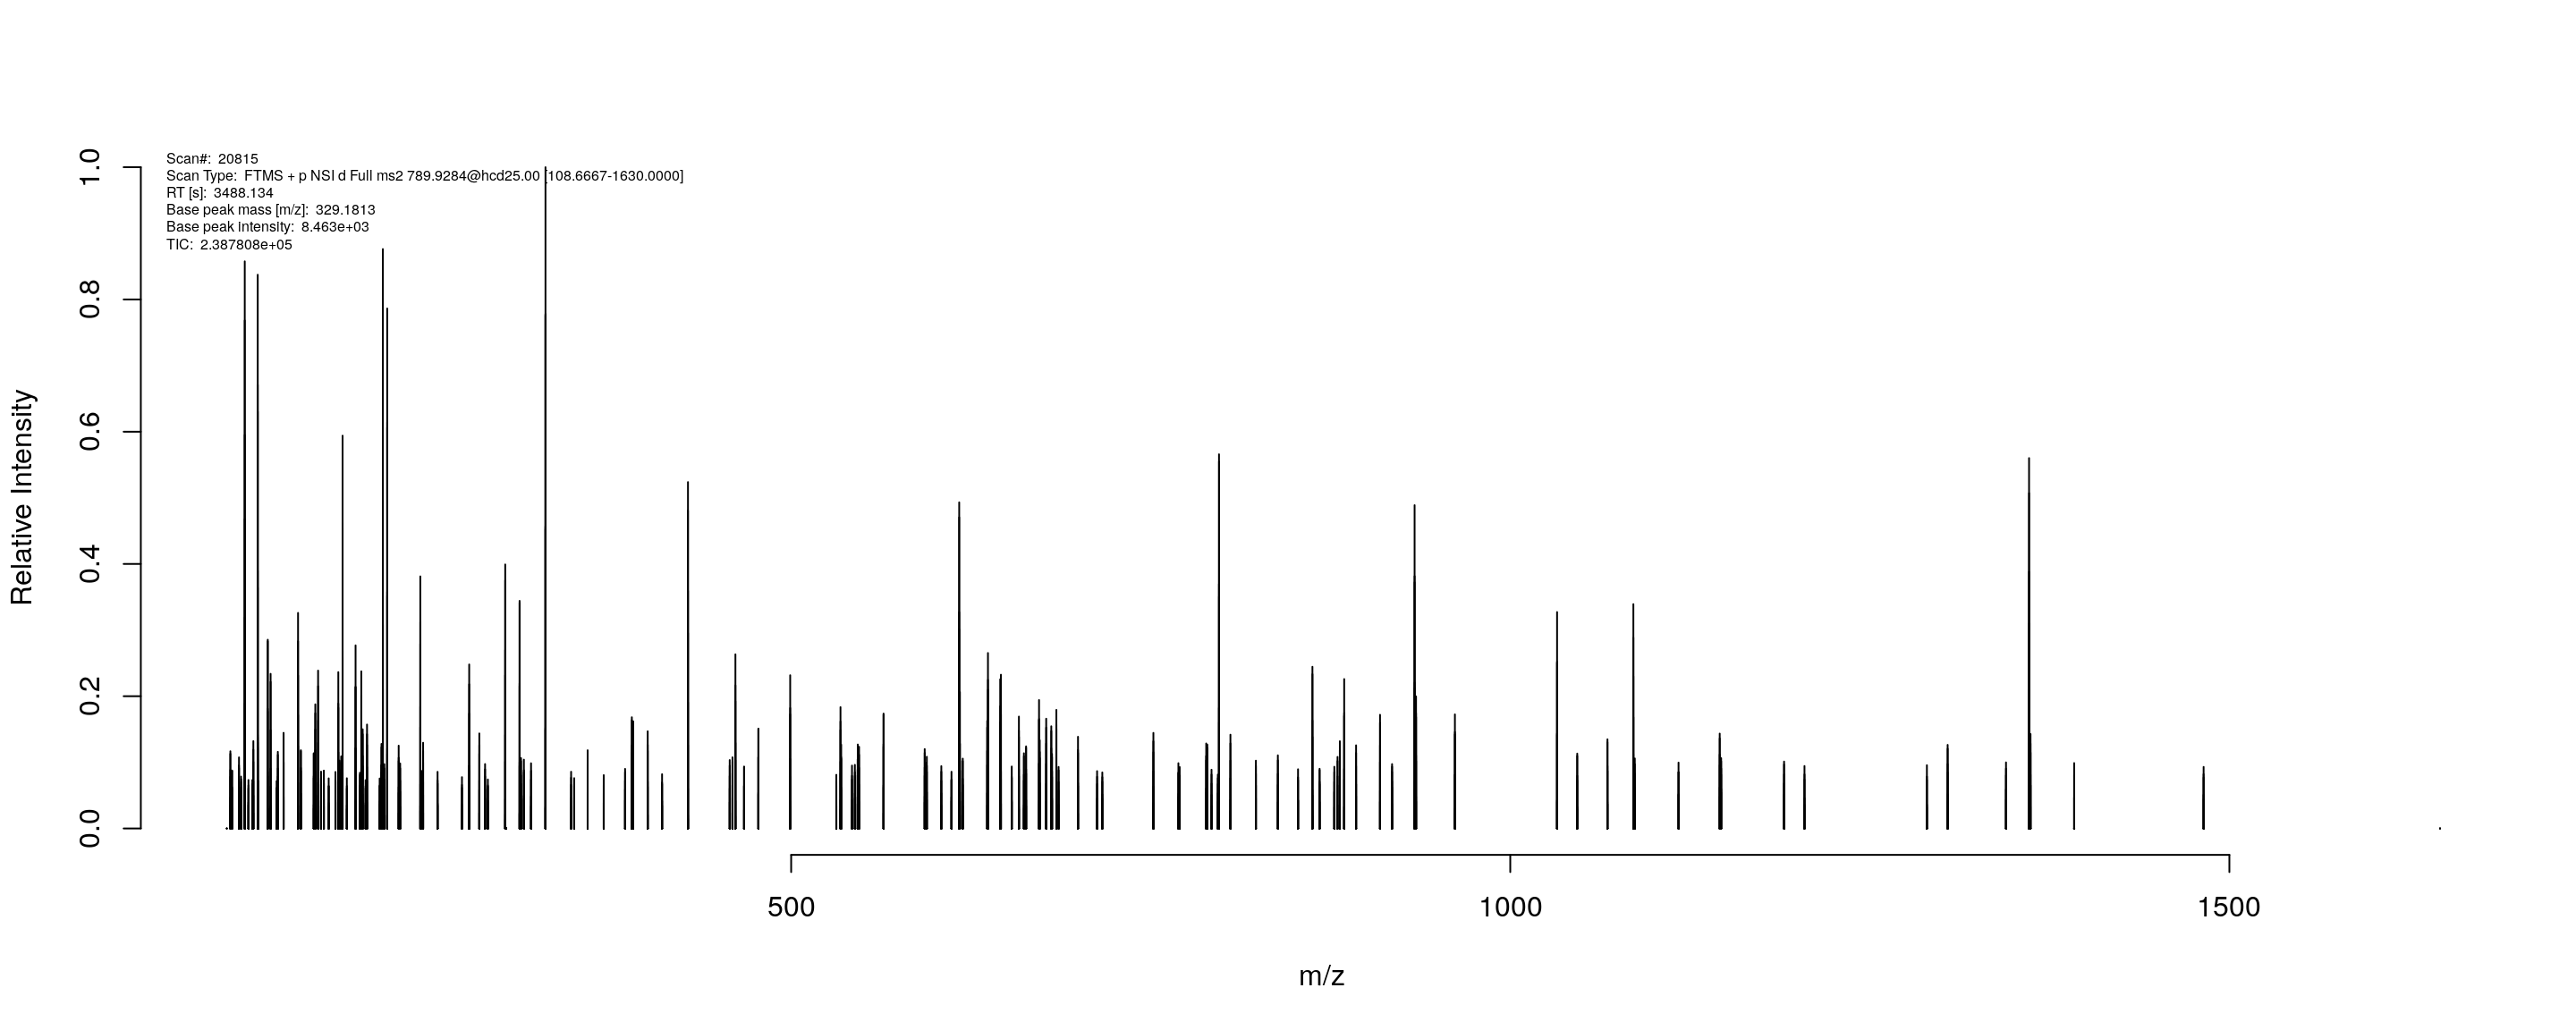 Scan#: 20815
Scan Type: FTMS + p NSI d Full ms2 789.9284@hcd25.00 [108.6667-1630.0000]
RT [s]: 3488.134
Base peak mass [m/z]: 329.1813
Base peak intensity: 8.463e+03
TIC: 2.387808e+05
1.0
0.8
0.6
0.4
0.2
0.0
Relative Intensity
500 1000 1500
m/z